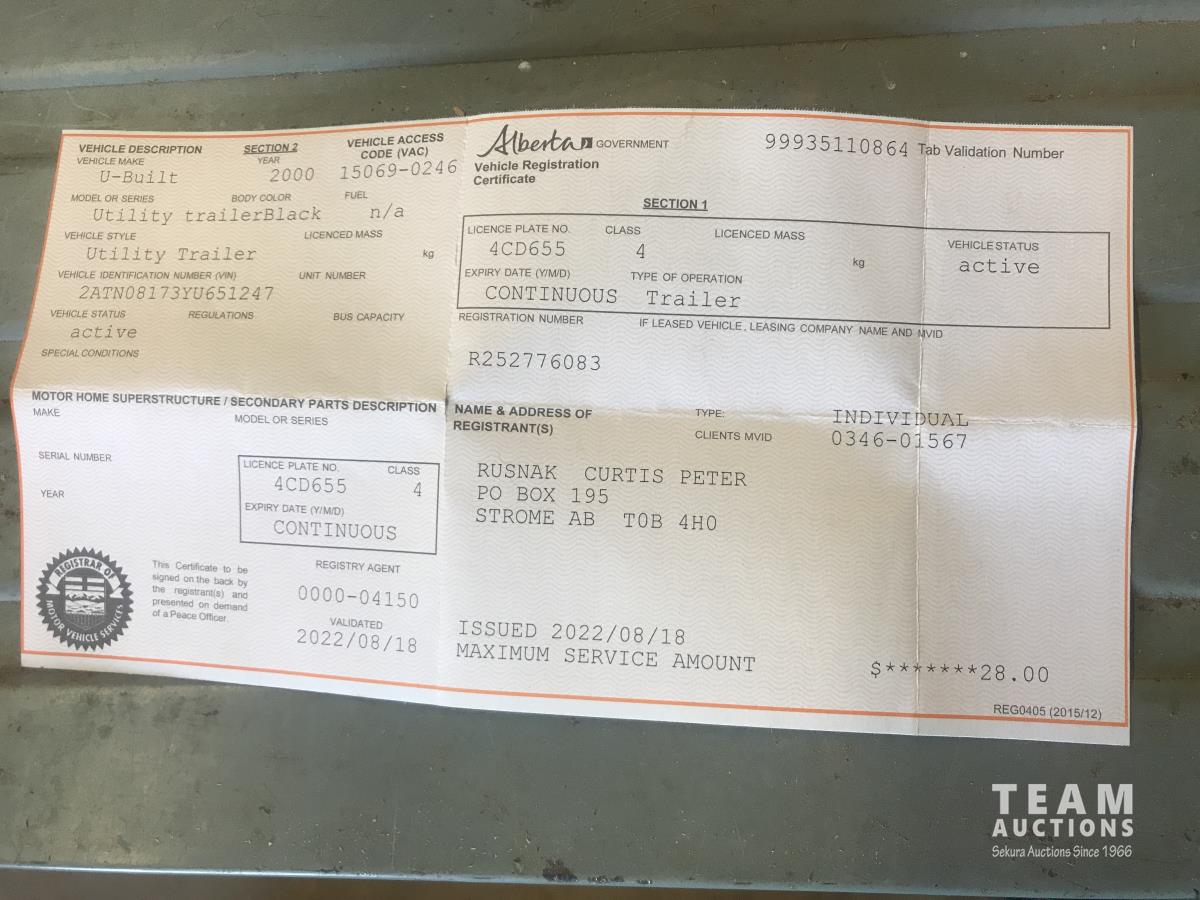 VEHICLE DESCRIPTION SECTION 2 VEHICLE ACCESS CODE (VAC)
VEHICLE MAKE YEAR
U-Built 2000 15069-0246
MODEL OR SERIES BODY COLOR FUEL
Utility trailerBlack n/a
VEHICLE STYLE LICENCED MASS
Utility Trailer kg
VEHICLE IDENTIFICATION NUMBER (VIN) UNIT NUMBER
2ATN08173YU651247
VEHICLE STATUS REGULATIONS BUS CAPACITY
active
SPECIAL CONDITIONS
MOTOR HOME SUPERSTRUCTURE / SECONDARY PARTS DESCRIPTION
MAKE MODEL OR SERIES
SERIAL NUMBER
YEAR
LICENCE PLATE NO. CLASS
4CD655 4
EXPIRY DATE (Y/M/D)
CONTINUOUS
REGISTRAR OF MOTOR VEHICLE SERVICES
This Certificate to be
signed on the back by
the registrant(s) and
presented on demand
of a Peace Officer.
REGISTRY AGENT
0000-04150
VALIDATED
2022/08/18
Alberta GOVERNMENT
Vehicle Registration
Certificate
99935110864 Tab Validation Number
SECTION 1
LICENCE PLATE NO. CLASS LICENCED MASS VEHICLE STATUS
4CD655 4 kg active
EXPIRY DATE (Y/M/D) TYPE OF OPERATION
CONTINUOUS Trailer
REGISTRATION NUMBER IF LEASED VEHICLE, LEASING COMPANY NAME AND MVID
R252776083
NAME & ADDRESS OF TYPE: INDIVIDUAL
REGISTRANT(S) CLIENTS MVID 0346-01567
RUSNAK CURTIS PETER
PO BOX 195
STROME AB T0B 4H0
ISSUED 2022/08/18
MAXIMUM SERVICE AMOUNT $*******28.00
REG0405 (2015/12)
TEAM
AUCTIONS
Sekura Auctions Since 1966